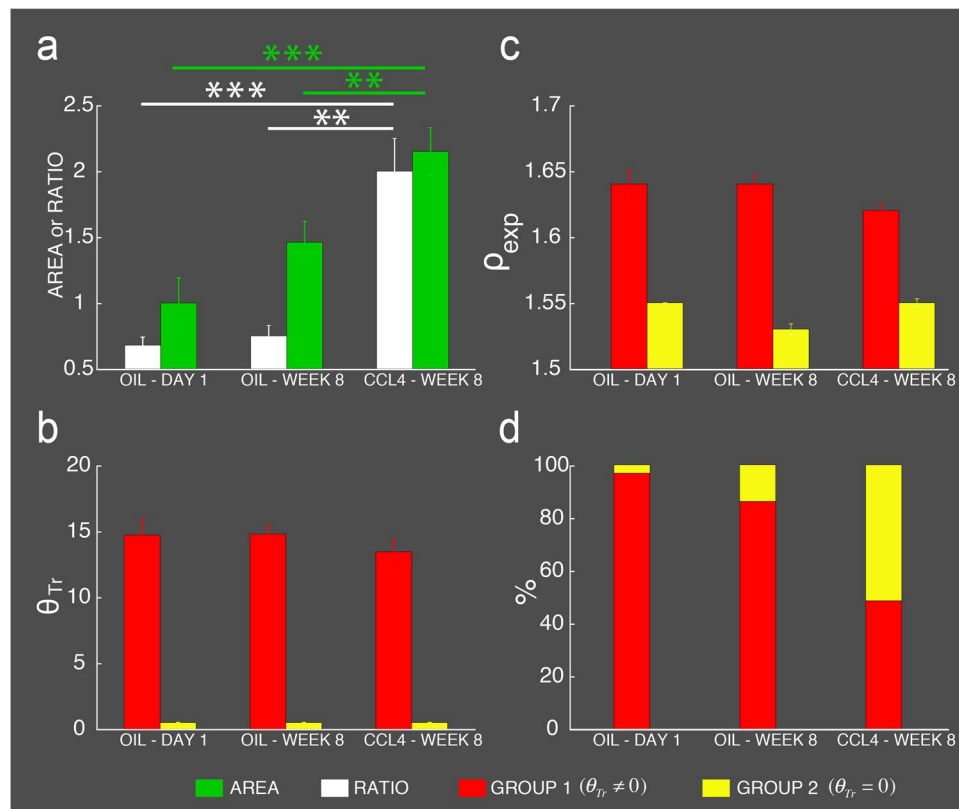 a
***
**
***
**
2.5
2
1.5
1
0.5
AREA or RATIO
OIL - DAY 1
OIL - WEEK 8
CCL4 - WEEK 8
c
1.7
1.65
1.6
1.55
1.5
ρexp
OIL - DAY 1
OIL - WEEK 8
CCL4 - WEEK 8
b
20
15
10
5
0
θTr
OIL - DAY 1
OIL - WEEK 8
CCL4 - WEEK 8
d
100
80
60
40
20
0
%
OIL - DAY 1
OIL - WEEK 8
CCL4 - WEEK 8
AREA
RATIO
GROUP 1 (θTr ≠ 0)
GROUP 2 (θTr = 0)